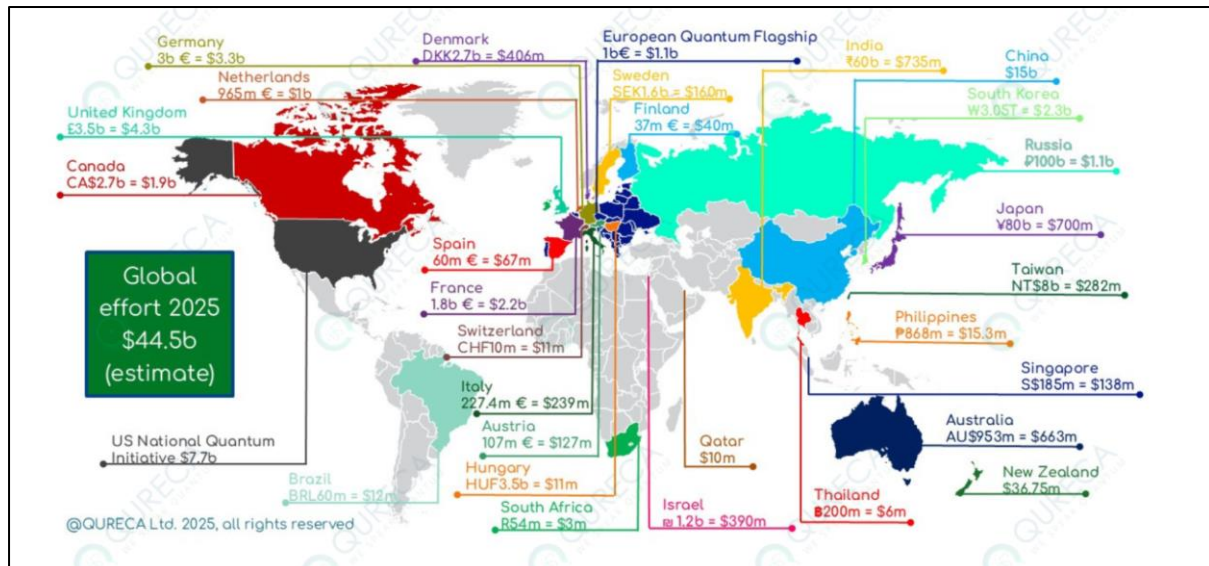 Germany
3b € = $3.3b
Denmark
DKK2.7b = $406m
European Quantum Flagship
1b€ = $1.1b
India
₹60b = $735m
China
$15b
Netherlands
965m € = $1b
Sweden
SEK1.6b = $160m
South Korea
W3.05T = $2.3b
United Kingdom
£3.5b = $4.3b
Finland
37m € = $40m
Russia
₽100b = $1.1b
Canada
CA$2.7b = $1.9b
Japan
¥80b = $700m
Spain
60m € = $67m
Taiwan
NT$8b = $282m
Global
effort 2025
$44.5b
(estimate)
France
1.8b € = $2.2b
Philippines
₱868m = $15.3m
Switzerland
CHF10m = $11m
Singapore
S$185m = $138m
Italy
227.4m € = $239m
Austria
107m € = $127m
Australia
AU$953m = $663m
US National Quantum
Initiative $7.7b
Qatar
$10m
Hungary
HUF3.5b = $11m
New Zealand
$36.75m
Brazil
BRL60m = $12m
South Africa
R54m = $3m
Israel
₪ 1.2b = $390m
Thailand
฿200m = $6m
@QURECA Ltd. 2025, all rights reserved
QURECA